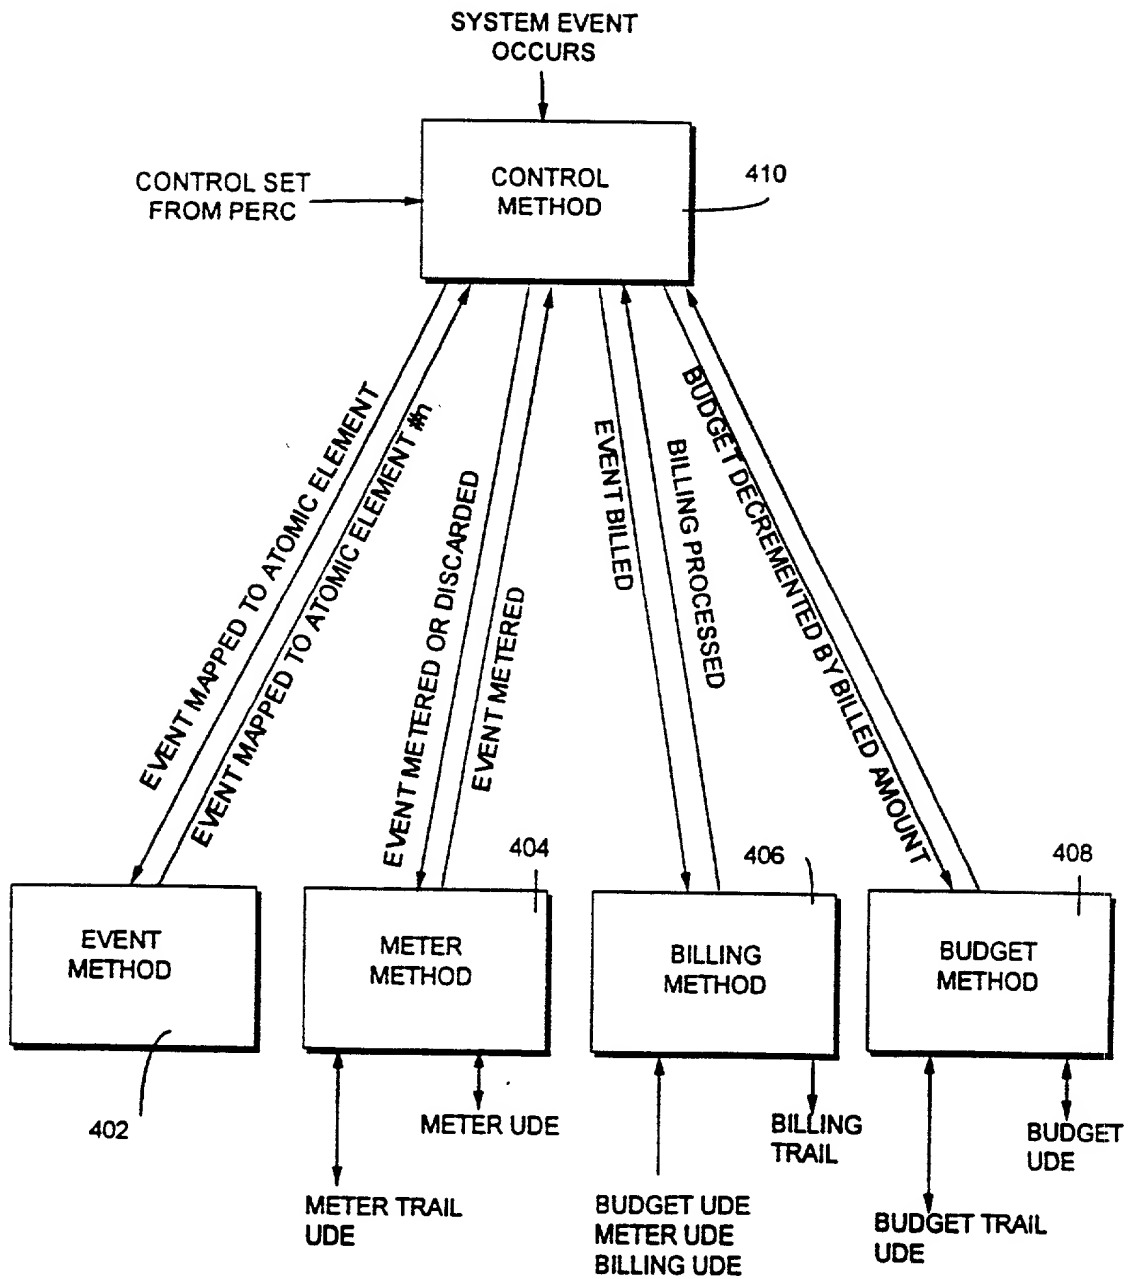 SYSTEM EVENT
OCCURS
CONTROL SET
FROM PERC
CONTROL
METHOD
410
EVENT MAPPED TO ATOMIC ELEMENT
EVENT MAPPED TO ATOMIC ELEMENT #n
EVENT METERED OR DISCARDED
EVENT METERED
EVENT BILLED
BILLING PROCESSED
BUDGET DECREMENTED BY BILLED AMOUNT
EVENT
METHOD
402
METER
METHOD
404
BILLING
METHOD
406
BUDGET
METHOD
408
METER TRAIL
UDE
METER UDE
BUDGET UDE
METER UDE
BILLING UDE
BILLING
TRAIL
BUDGET TRAIL
UDE
BUDGET
UDE